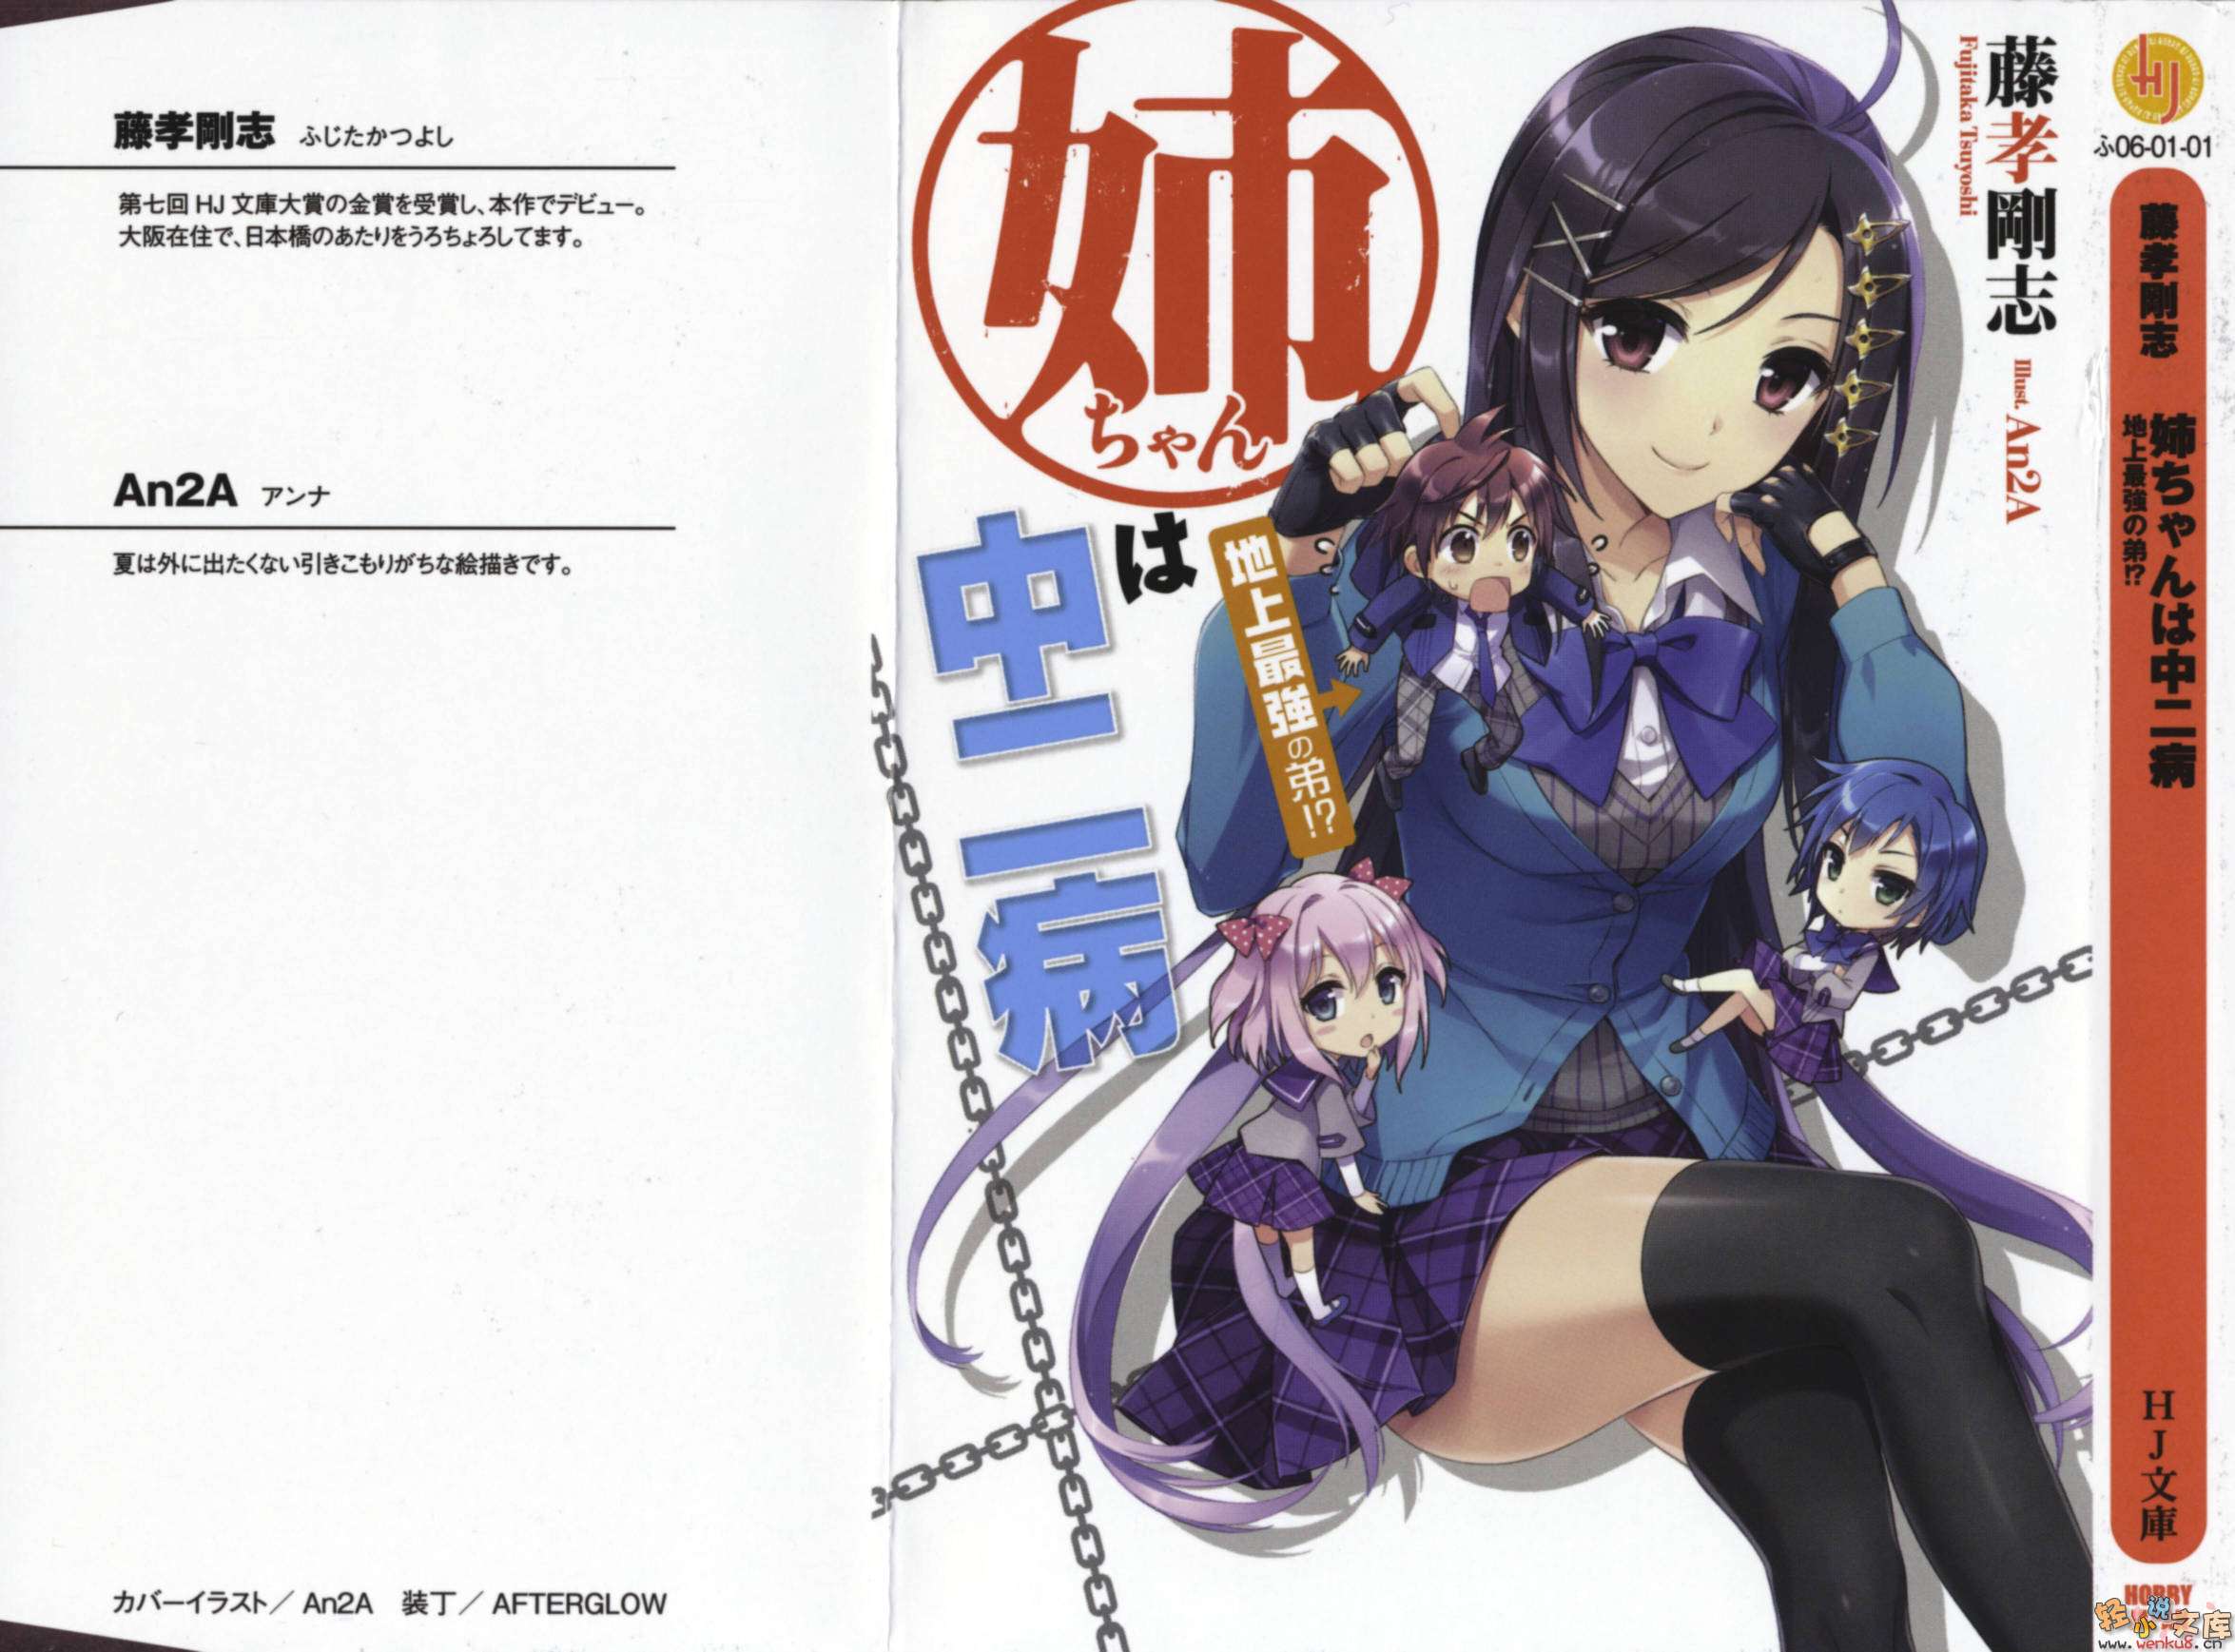 藤孝剛志 ふじたかつよし
第七回 HJ 文庫大賞の金賞を受賞し、本作でデビュー。
大阪在住で、日本橋のあたりをうろちょろしてます。
An2A アンナ
夏は外に出たくない引きこもりがちな絵描きです。
カバーイラスト／ An2A 装丁／ AFTERGLOW
姉
ちゃん
は
中二病
地上最強の弟!?
藤孝剛志
Fujitaka Tsuyoshi
Illust. An2A
HJ
ふ06-01-01
藤孝剛志
姉ちゃんは中二病
地上最強の弟!?
HJ文庫
HOBBY
轻小说文库
www.wenku8.cn